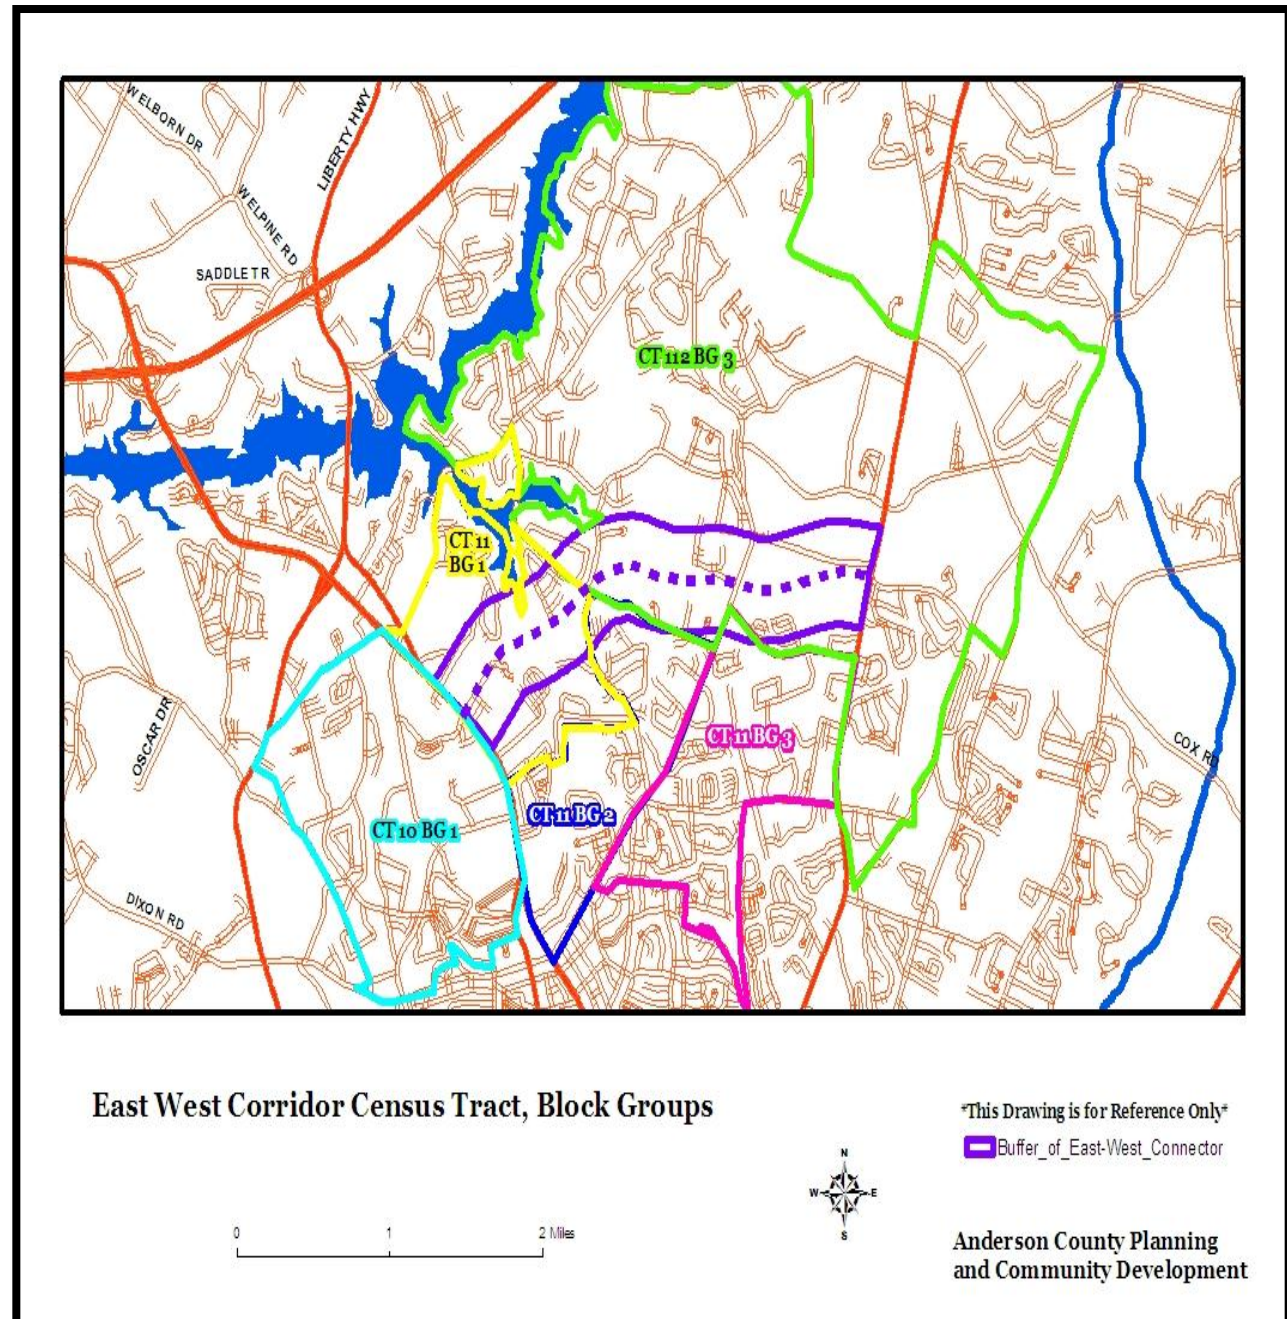 WELBORN DR
LIBERTY HWY
WELPINE RD
SADDLE TR
CT 112 BG 3
CT 11
BG 1
OSCAR DR
CT 11 BG 3
COX RD
CT 10 BG 1
CT 11 BG 2
DIXON RD
East West Corridor Census Tract, Block Groups
*This Drawing is for Reference Only*
Buffer_of_East-West_Connector
N
W E
S
0 1 2 Miles
Anderson County Planning
and Community Development